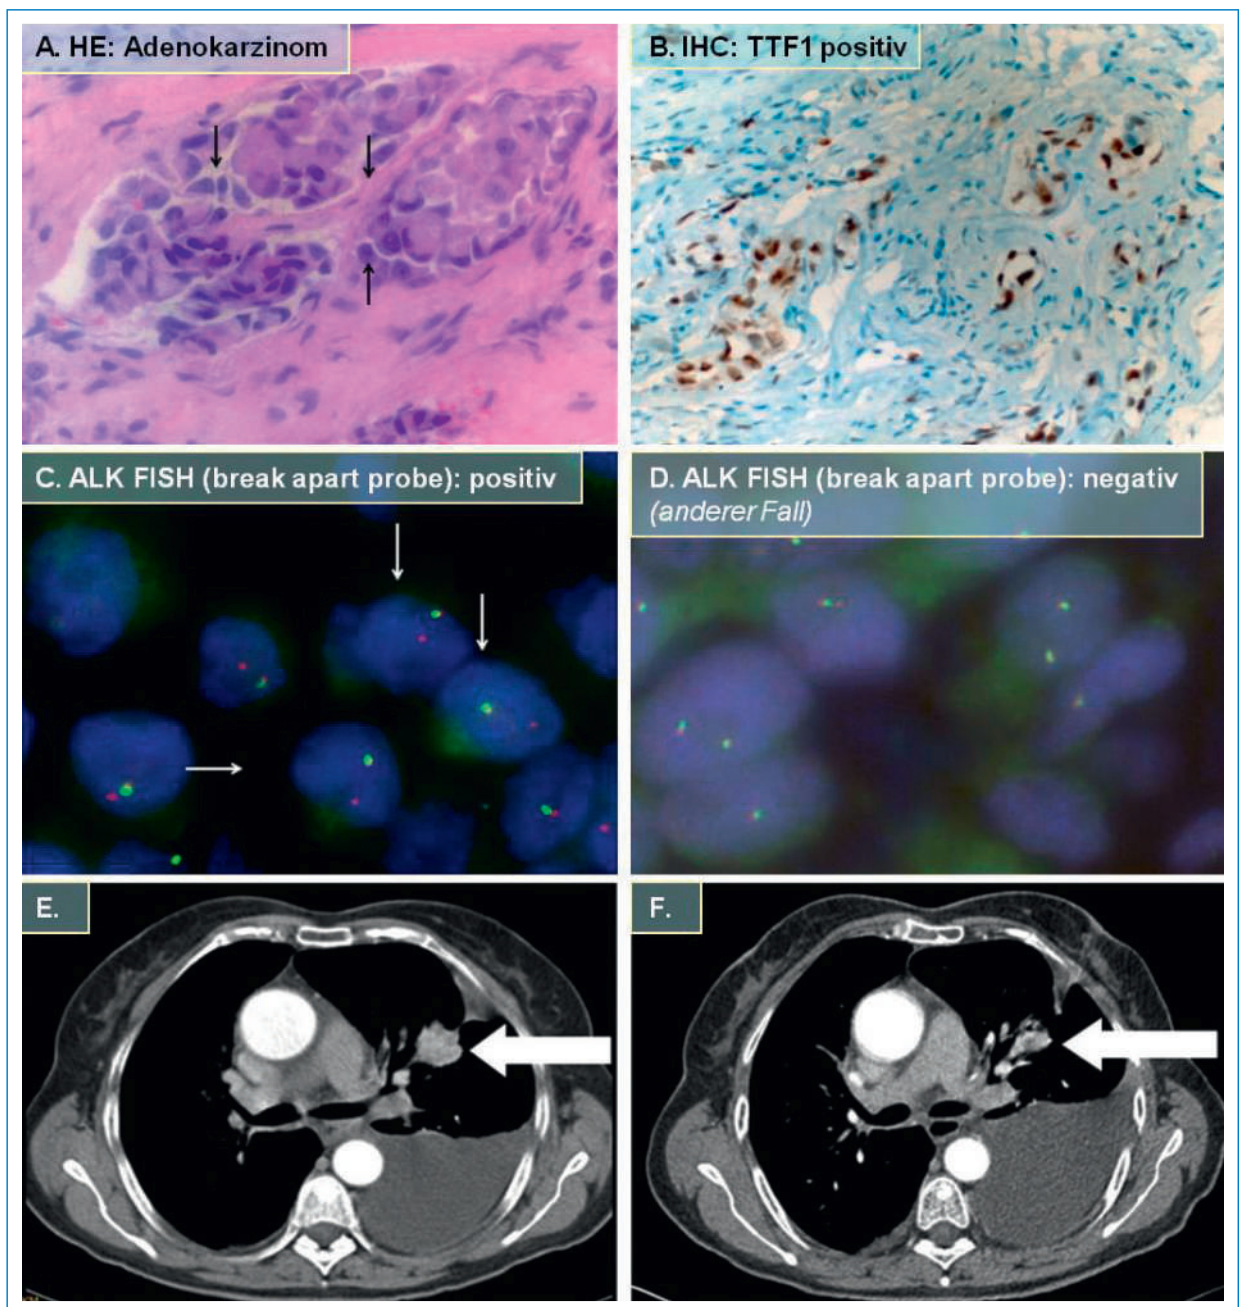 A. HE: Adenokarzinom
B. IHC: TTF1 positiv
C. ALK FISH (break apart probe): positiv
D. ALK FISH (break apart probe): negativ
(anderer Fall)
E.
F.